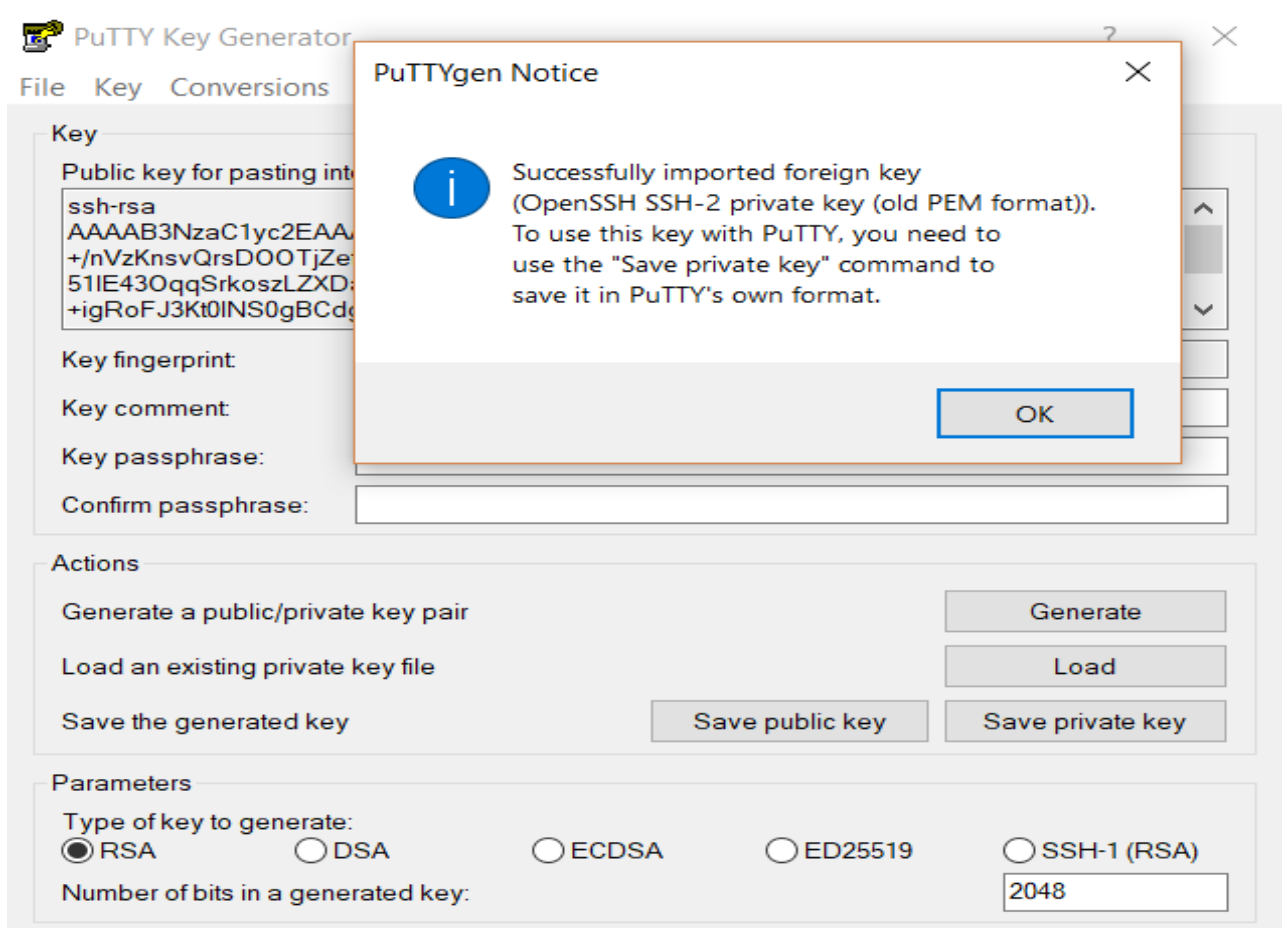 PuTTY Key Generator
?
File Key Conversions
PuTTYgen Notice
Successfully imported foreign key
(OpenSSH SSH-2 private key (old PEM format)).
To use this key with PuTTY, you need to
use the "Save private key" command to
save it in PuTTY's own format.
OK
Key
Public key for pasting
ssh-rsa
Key fingerprint:
Key comment:
Key passphrase:
Confirm passphrase:
Actions
Generate a public/private key pair
Generate
Load an existing private key file
Load
Save the generated key
Save public key
Save private key
Parameters
Type of key to generate:
RSA DSA ECDSA ED25519 SSH-1 (RSA)
Number of bits in a generated key:
2048